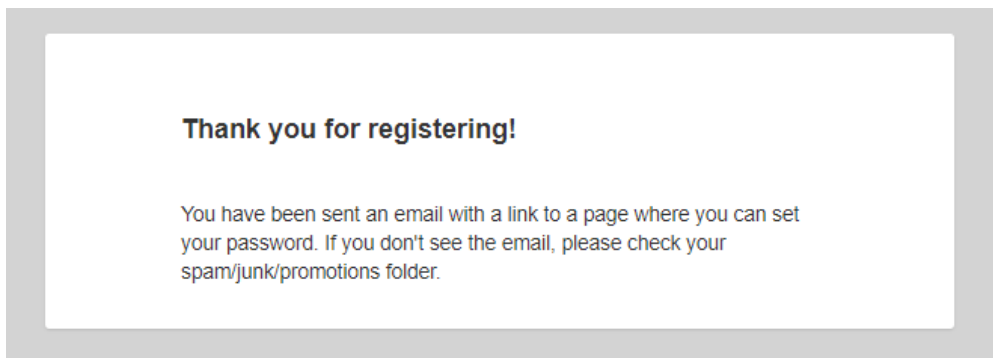 Thank you for registering!
You have been sent an email with a link to a page where you can set
your password. If you don't see the email, please check your
spam/junk/promotions folder.